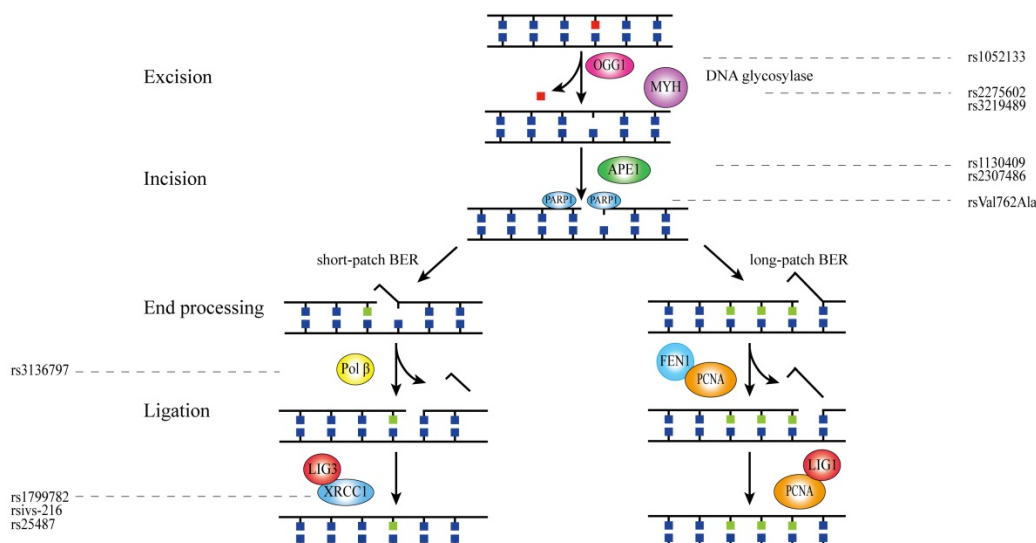 OGG1
rs1052133
Excision
DNA glycosylase
MYH
rs2275602
rs3219489
APE1
rs1130409
rs2307486
Incision
PARP1
PARP1
rsVal762Ala
short-patch BER
long-patch BER
End processing
rs3136797
Pol β
FEN1
PCNA
Ligation
LIG3
XRCC1
LIG1
PCNA
rs1799782
rsivs-216
rs25487